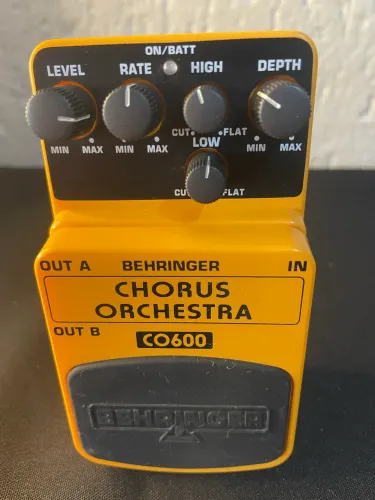 ON/BATT
LEVEL RATE HIGH DEPTH
MIN MAX MIN MAX CUT FLAT MIN MAX
LOW
CUT FLAT
OUT A BEHRINGER IN
CHORUS
ORCHESTRA
OUT B
CO600
BEHRINGER